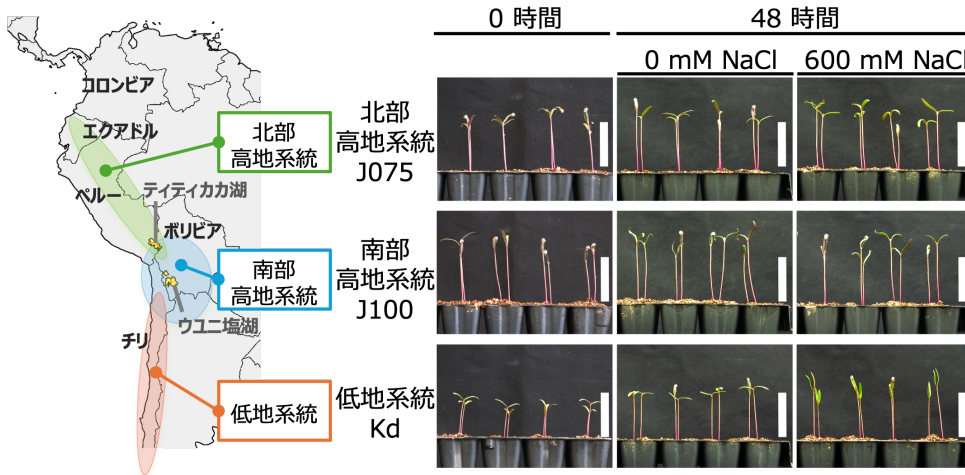 コロンビア
エクアドル
ペルー
ティティカカ湖
ボリビア
ウユニ塩湖
チリ
北部
高地系統
南部
高地系統
低地系統
0 時間
48 時間
0 mM NaCl
600 mM NaCl
北部
高地系統
J075
南部
高地系統
J100
低地系統
Kd